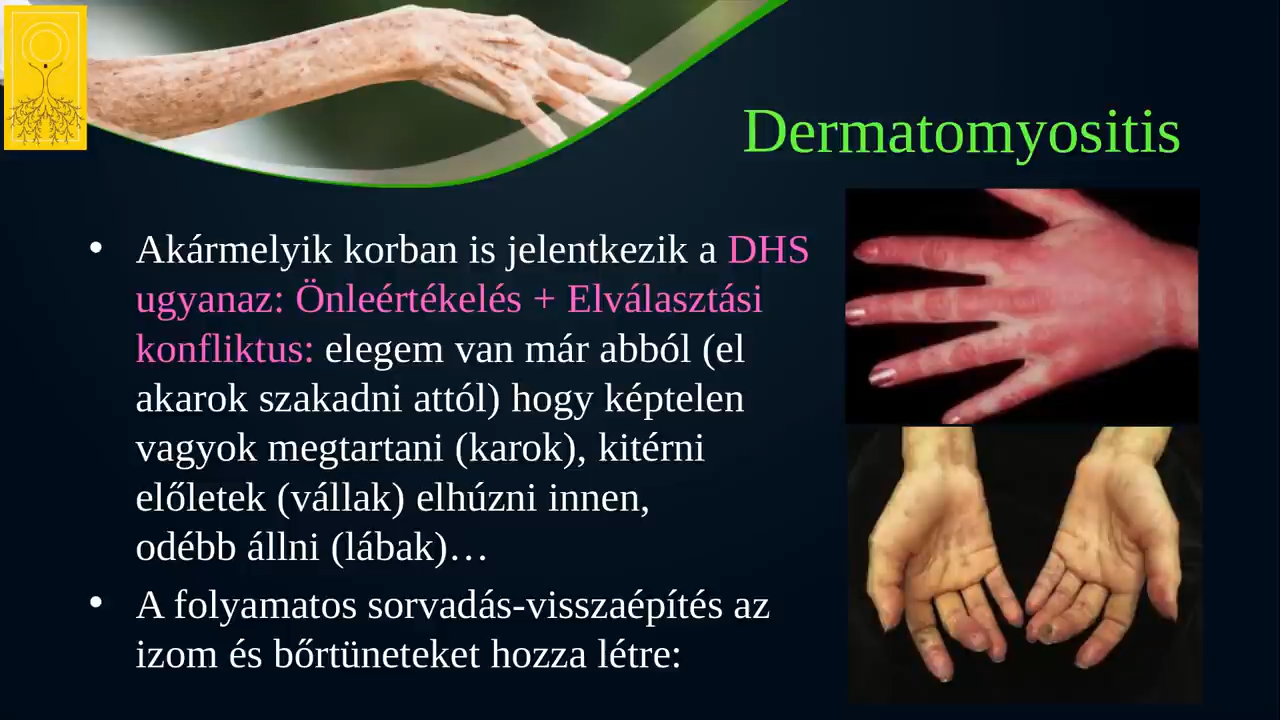 Dermatomyositis
• Akármelyik korban is jelentkezik a DHS
ugyanaz: Önleértékelés + Elválasztási
konfliktus: elegem van már abból (el
akarok szakadni attól) hogy képtelen
vagyok megtartani (karok), kitérni
előletek (vállak) elhúzni innen,
odébb állni (lábak)…
• A folyamatos sorvadás-visszaépítés az
izom és bőrtüneteket hozza létre: